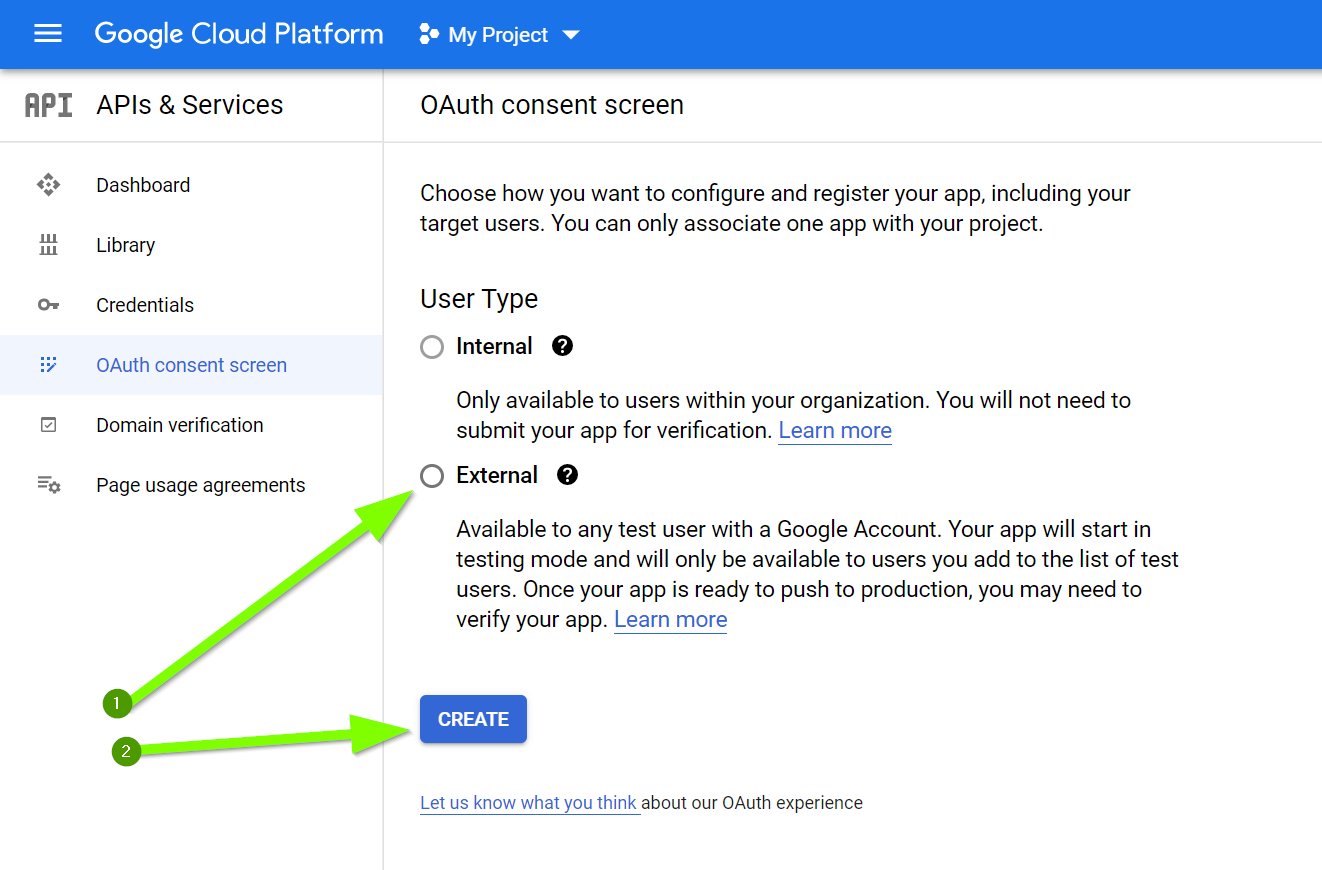 Google Cloud Platform My Project
API APIs & Services
OAuth consent screen
Dashboard
Library
Credentials
OAuth consent screen
Domain verification
Page usage agreements
Choose how you want to configure and register your app, including your
target users. You can only associate one app with your project.
User Type
Internal ?
Only available to users within your organization. You will not need to
submit your app for verification. Learn more
External ?
Available to any test user with a Google Account. Your app will start in
testing mode and will only be available to users you add to the list of test
users. Once your app is ready to push to production, you may need to
verify your app. Learn more
1
2
CREATE
Let us know what you think about our OAuth experience